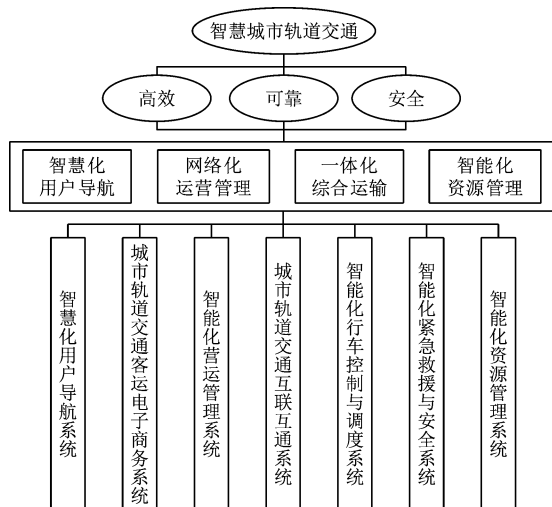 智慧城市轨道交通
高效
可靠
安全
智慧化
用户导航
网络化
运营管理
一体化
综合运输
智能化
资源管理
智慧化用户导航系统
城市轨道交通客运电子商务系统
智能化营运管理系统
城市轨道交通互联互通系统
智能化行车控制与调度系统
智能化紧急救援与安全系统
智能化资源管理系统